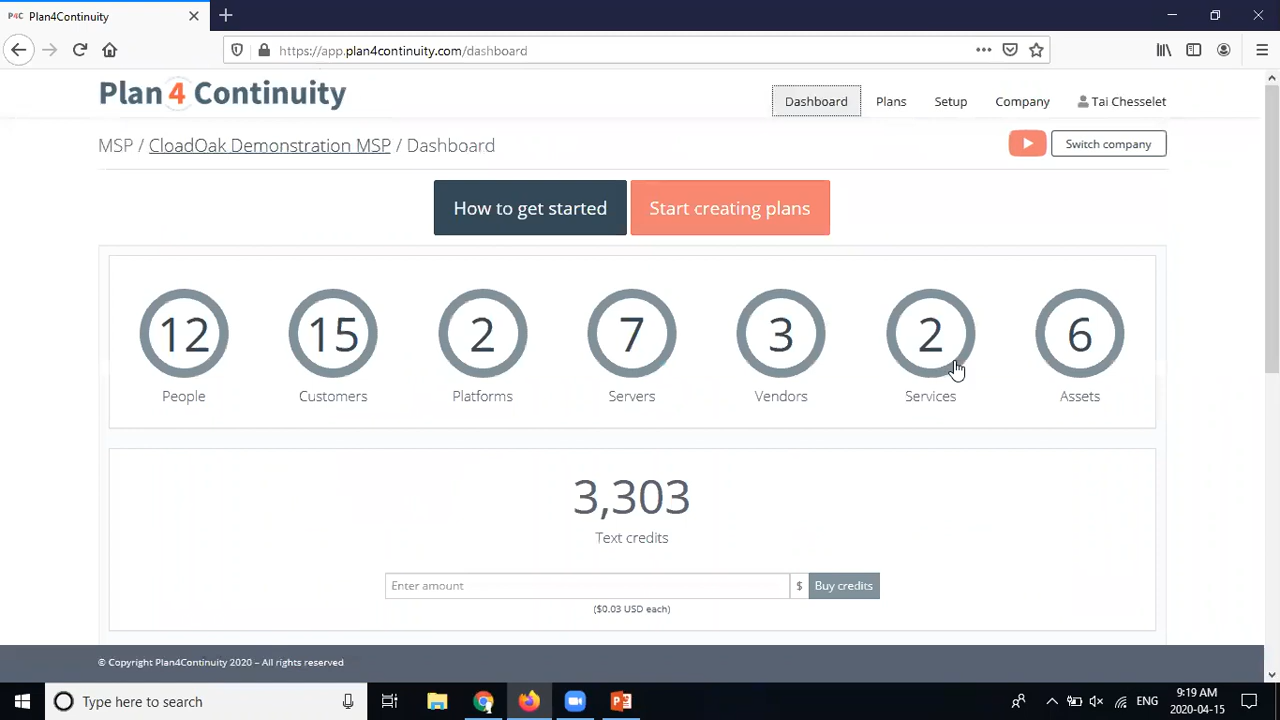 P4C Plan4Continuity
https://app.plan4continuity.com/dashboard
Plan 4 Continuity
Dashboard Plans Setup Company Tai Chesselet
MSP / CloadOak Demonstration MSP / Dashboard
Switch company
How to get started Start creating plans
12 15 2 7 3 2 6
People Customers Platforms Servers Vendors Services Assets
3,303
Text credits
Enter amount $ Buy credits
($0.03 USD each)
© Copyright Plan4Continuity 2020 – All rights reserved
Type here to search
ENG
9:19 AM
2020-04-15